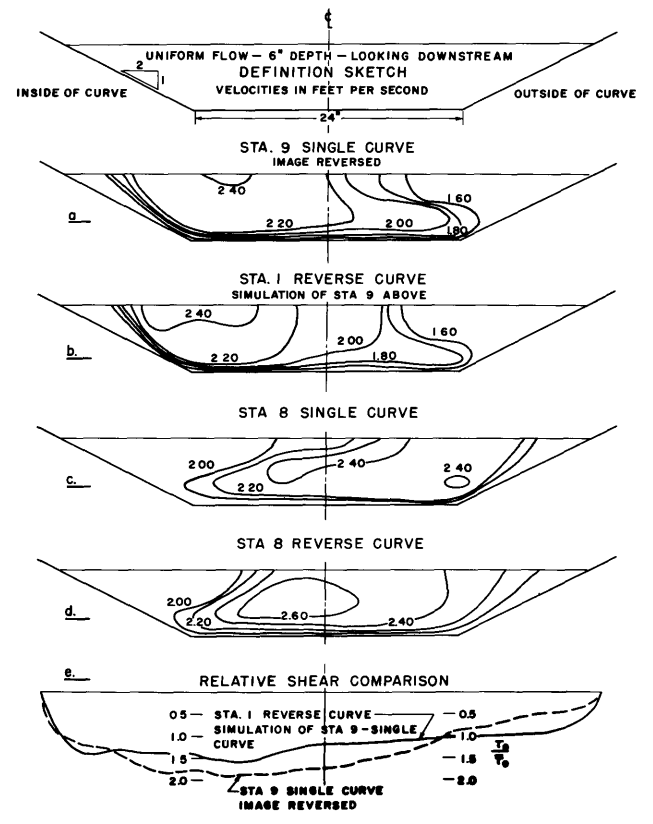 ℄
UNIFORM FLOW – 6" DEPTH – LOOKING DOWNSTREAM
2
1
DEFINITION SKETCH
INSIDE OF CURVE
VELOCITIES IN FEET PER SECOND
OUTSIDE OF CURVE
24"
STA. 9 SINGLE CURVE
IMAGE REVERSED
2 40
1 60
a
2 20
2 00
1.80
STA. 1 REVERSE CURVE
SIMULATION OF STA 9 ABOVE
2 40
1 60
2 00
b.
2 20
1.80
STA 8 SINGLE CURVE
2 00
2 40
2 40
c.
2 20
STA 8 REVERSE CURVE
2.00
d.
2.20
2.60
2.40
e.
RELATIVE SHEAR COMPARISON
0 5 – STA. 1 REVERSE CURVE – 0.5
1.0 – SIMULATION OF STA 9 – SINGLE CURVE – 1.0
1 5 – – 1.5
2.0 – – 2.0
STA 9 SINGLE CURVE
IMAGE REVERSED